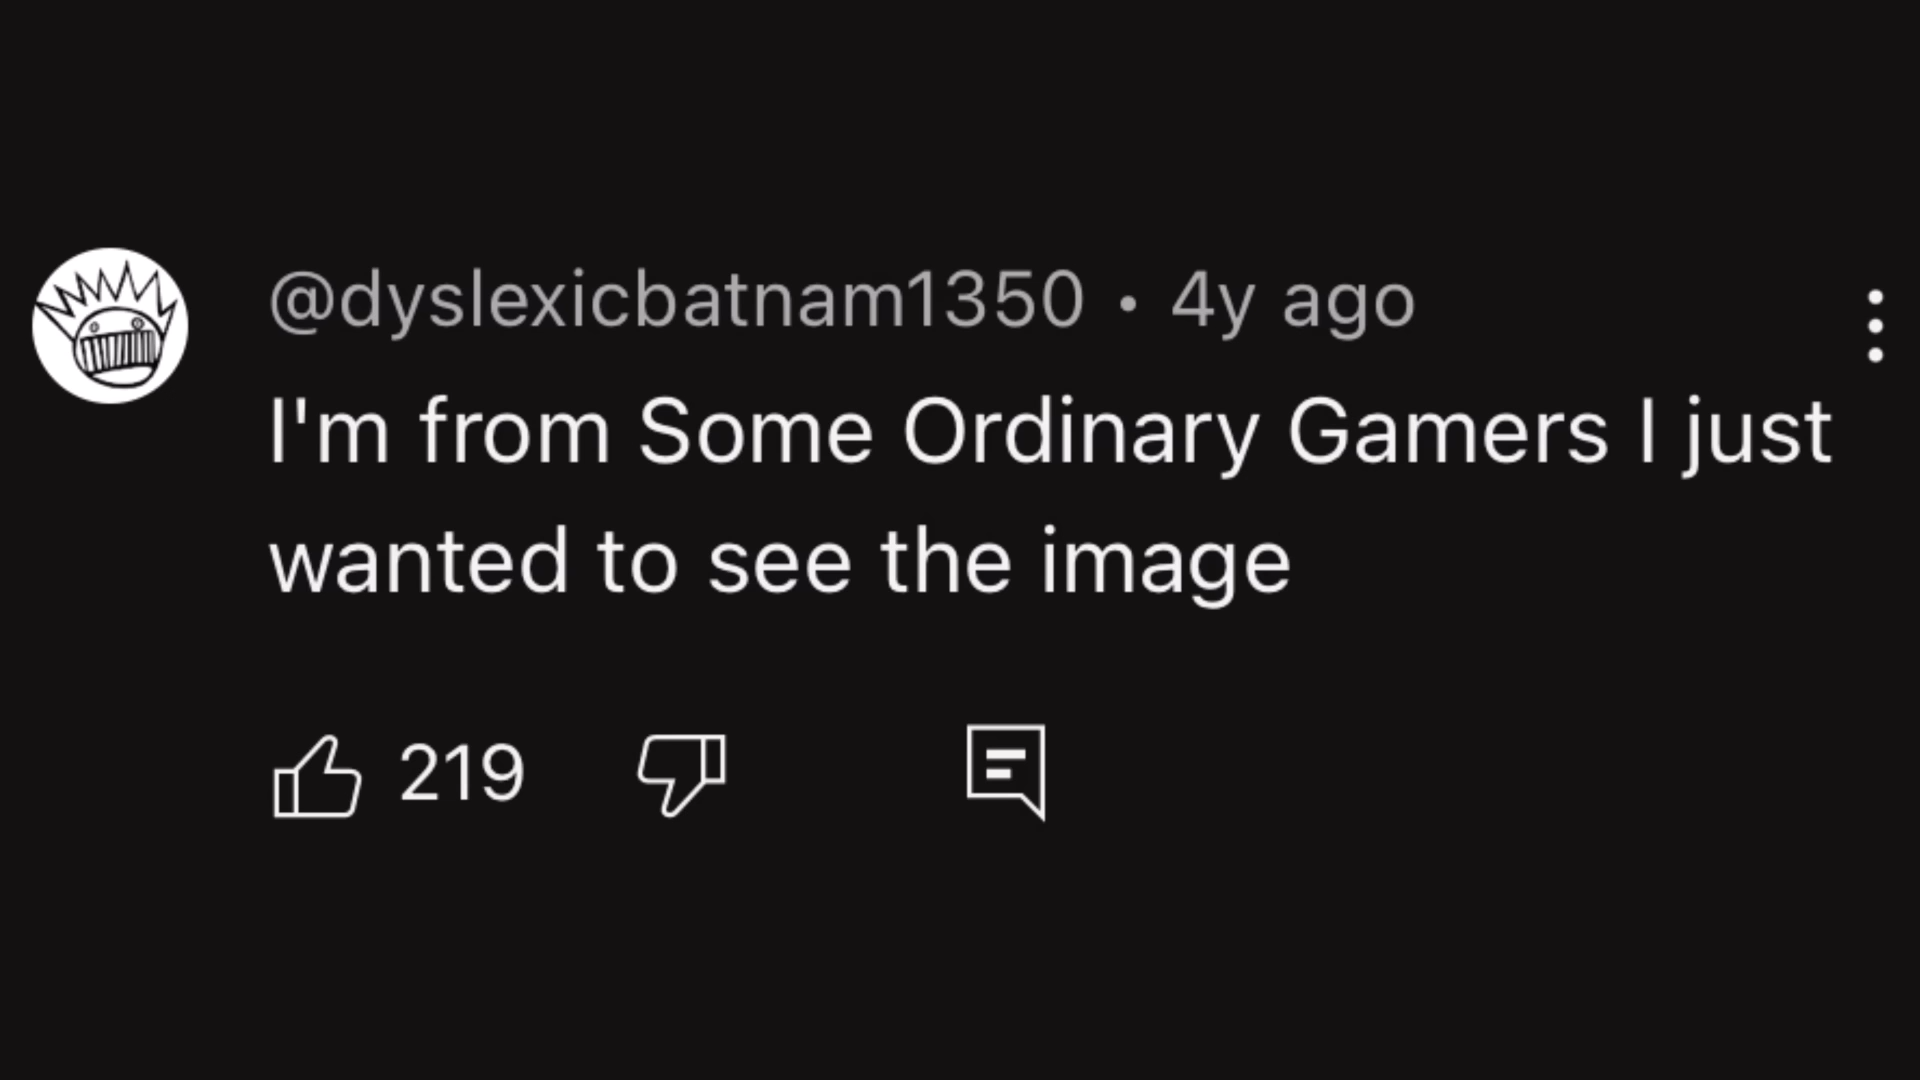 @dyslexicbatnam1350 • 4y ago
I'm from Some Ordinary Gamers I just
wanted to see the image
219